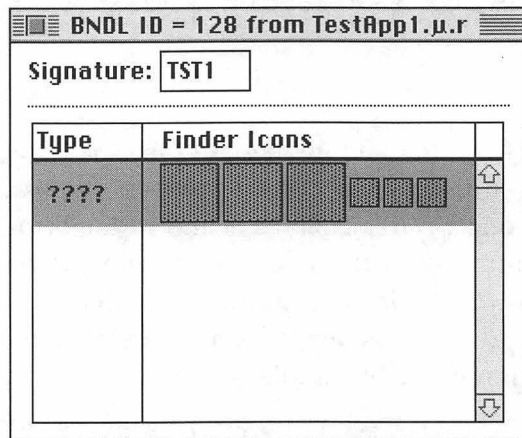 BNDL ID = 128 from TestApp1.µ.r
Signature: TST1
Type Finder Icons
????